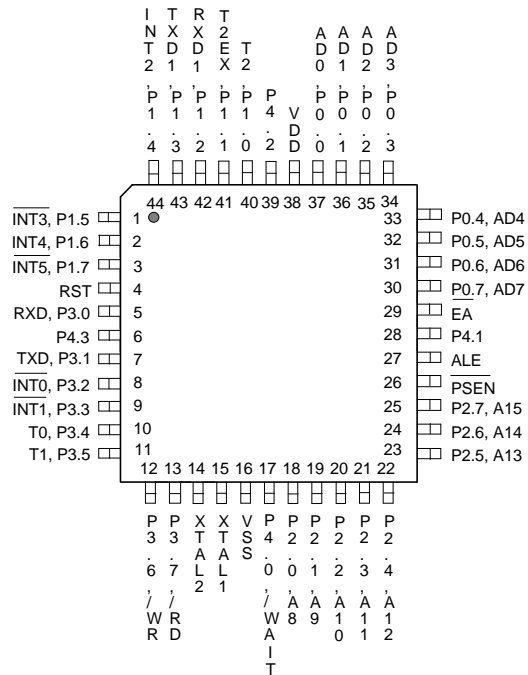 INT2,P1.4
TXD1,P1.3
RXD1,P1.2
T2EX,P1.1
T2,P1.0
P4.2
VDD
AD0,P0.0
AD1,P0.1
AD2,P0.2
AD3,P0.3
44 43 42 41 40 39 38 37 36 35 34
INT3, P1.5 1
INT4, P1.6 2
INT5, P1.7 3
RST 4
RXD, P3.0 5
P4.3 6
TXD, P3.1 7
INT0, P3.2 8
INT1, P3.3 9
T0, P3.4 10
T1, P3.5 11
33 P0.4, AD4
32 P0.5, AD5
31 P0.6, AD6
30 P0.7, AD7
29 EA
28 P4.1
27 ALE
26 PSEN
25 P2.7, A15
24 P2.6, A14
23 P2.5, A13
12 13 14 15 16 17 18 19 20 21 22
P3.6,/WR
P3.7,/RD
XTAL2
XTAL1
VSS
P4.0,/WAIT
P2.0,A8
P2.1,A9
P2.2,A10
P2.3,A11
P2.4,A12